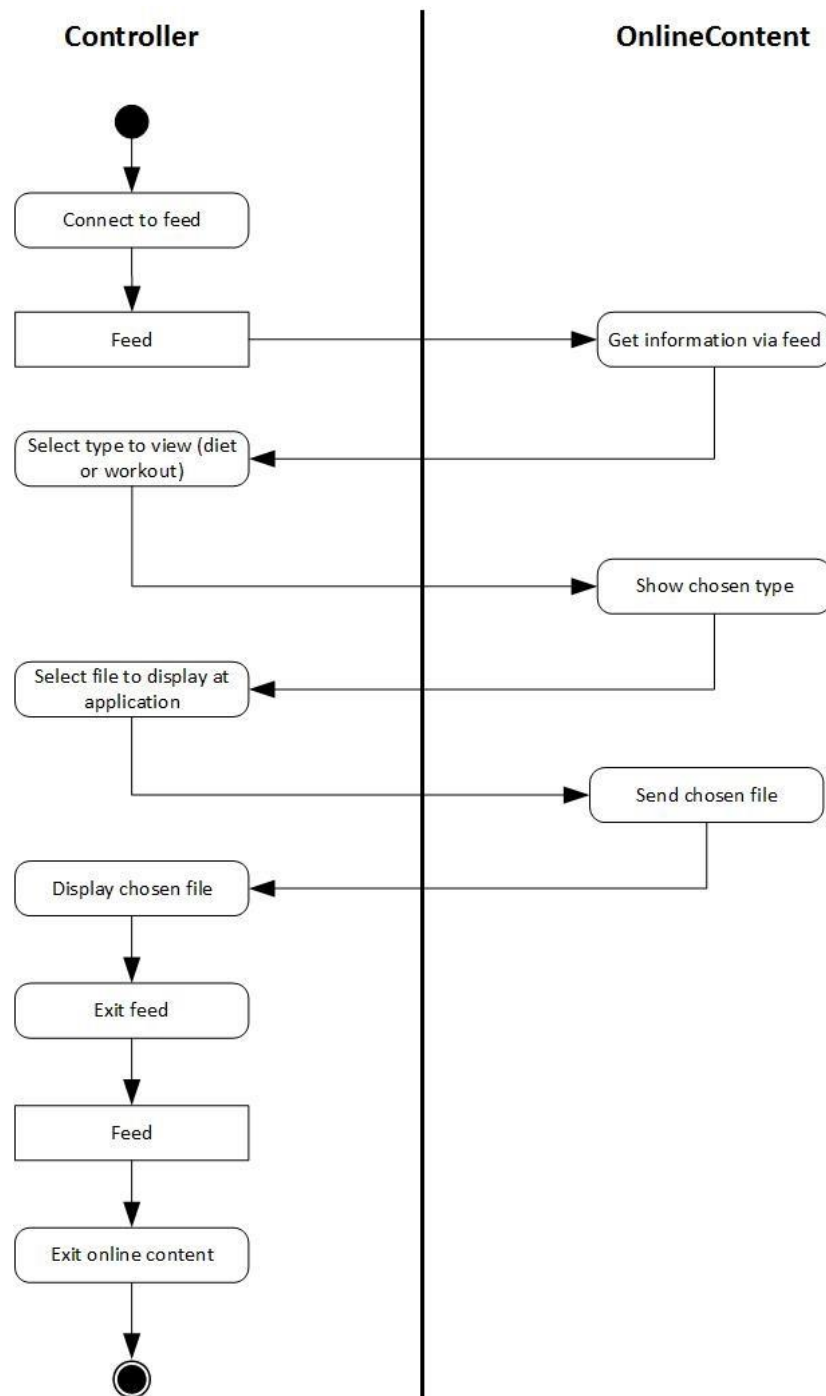 Controller
OnlineContent
Connect to feed
Feed
Get information via feed
Select type to view (diet
or workout)
Show chosen type
Select file to display at
application
Send chosen file
Display chosen file
Exit feed
Feed
Exit online content